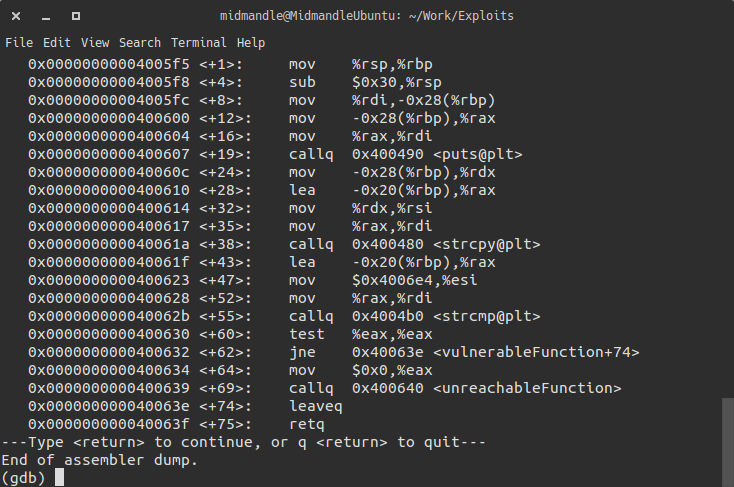 midmandle@MidmandleUbuntu: ~/Work/Exploits
File Edit View Search Terminal Help
0x00000000004005f5 <+1>: mov %rsp,%rbp
0x00000000004005f8 <+4>: sub $0x30,%rsp
0x00000000004005fc <+8>: mov %rdi,-0x28(%rbp)
0x0000000000400600 <+12>: mov -0x28(%rbp),%rax
0x0000000000400604 <+16>: mov %rax,%rdi
0x0000000000400607 <+19>: callq 0x400490 <puts@plt>
0x000000000040060c <+24>: mov -0x28(%rbp),%rdx
0x0000000000400610 <+28>: lea -0x20(%rbp),%rax
0x0000000000400614 <+32>: mov %rdx,%rsi
0x0000000000400617 <+35>: mov %rax,%rdi
0x000000000040061a <+38>: callq 0x400480 <strcpy@plt>
0x000000000040061f <+43>: lea -0x20(%rbp),%rax
0x0000000000400623 <+47>: mov $0x4006e4,%esi
0x0000000000400628 <+52>: mov %rax,%rdi
0x000000000040062b <+55>: callq 0x4004b0 <strcmp@plt>
0x0000000000400630 <+60>: test %eax,%eax
0x0000000000400632 <+62>: jne 0x40063e <vulnerableFunction+74>
0x0000000000400634 <+64>: mov $0x0,%eax
0x0000000000400639 <+69>: callq 0x400640 <unreachableFunction>
0x000000000040063e <+74>: leaveq
0x000000000040063f <+75>: retq
---Type <return> to continue, or q <return> to quit---
End of assembler dump.
(gdb)